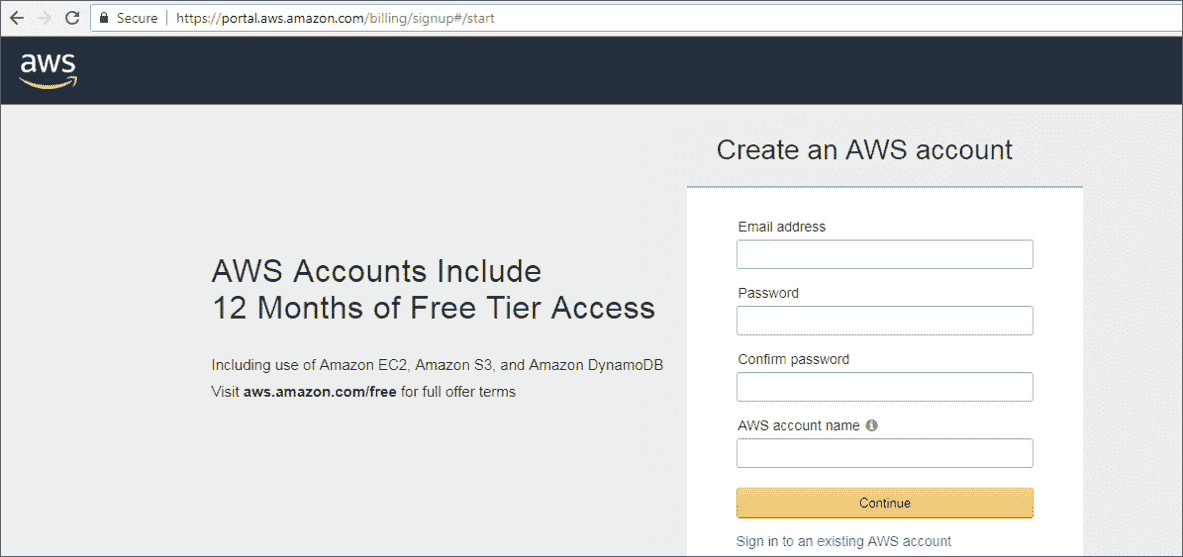 Secure | https://portal.aws.amazon.com/billing/signup#/start
aws
Create an AWS account
Email address
Password
Confirm password
AWS account name
Continue
Sign in to an existing AWS account
AWS Accounts Include
12 Months of Free Tier Access
Including use of Amazon EC2, Amazon S3, and Amazon DynamoDB
Visit aws.amazon.com/free for full offer terms